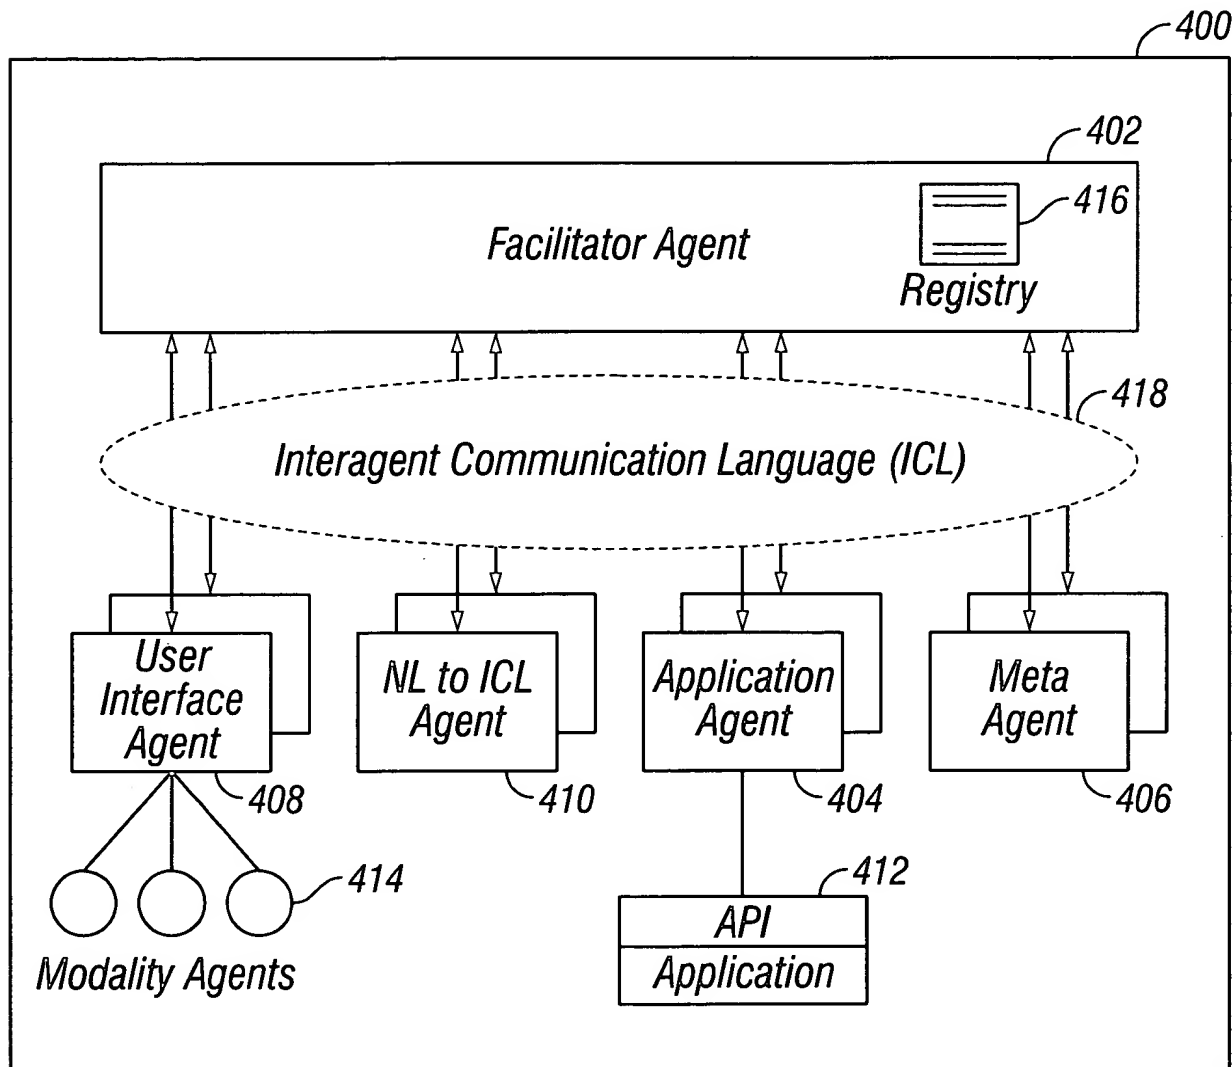 400
402
416
Facilitator Agent
Registry
418
Interagent Communication Language (ICL)
User
Interface
Agent
408
NL to ICL
Agent
410
Application
Agent
404
Meta
Agent
406
414
Modality Agents
412
API
Application